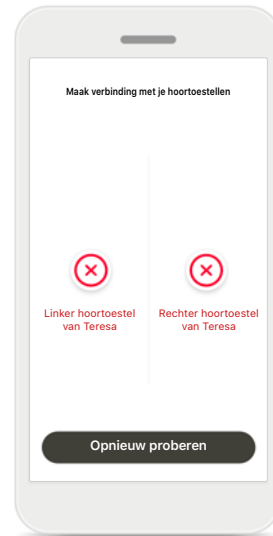 Maak verbinding met je hoortoestellen
Linker hoortoestel
van Teresa
Rechter hoortoestel
van Teresa
Opnieuw proberen